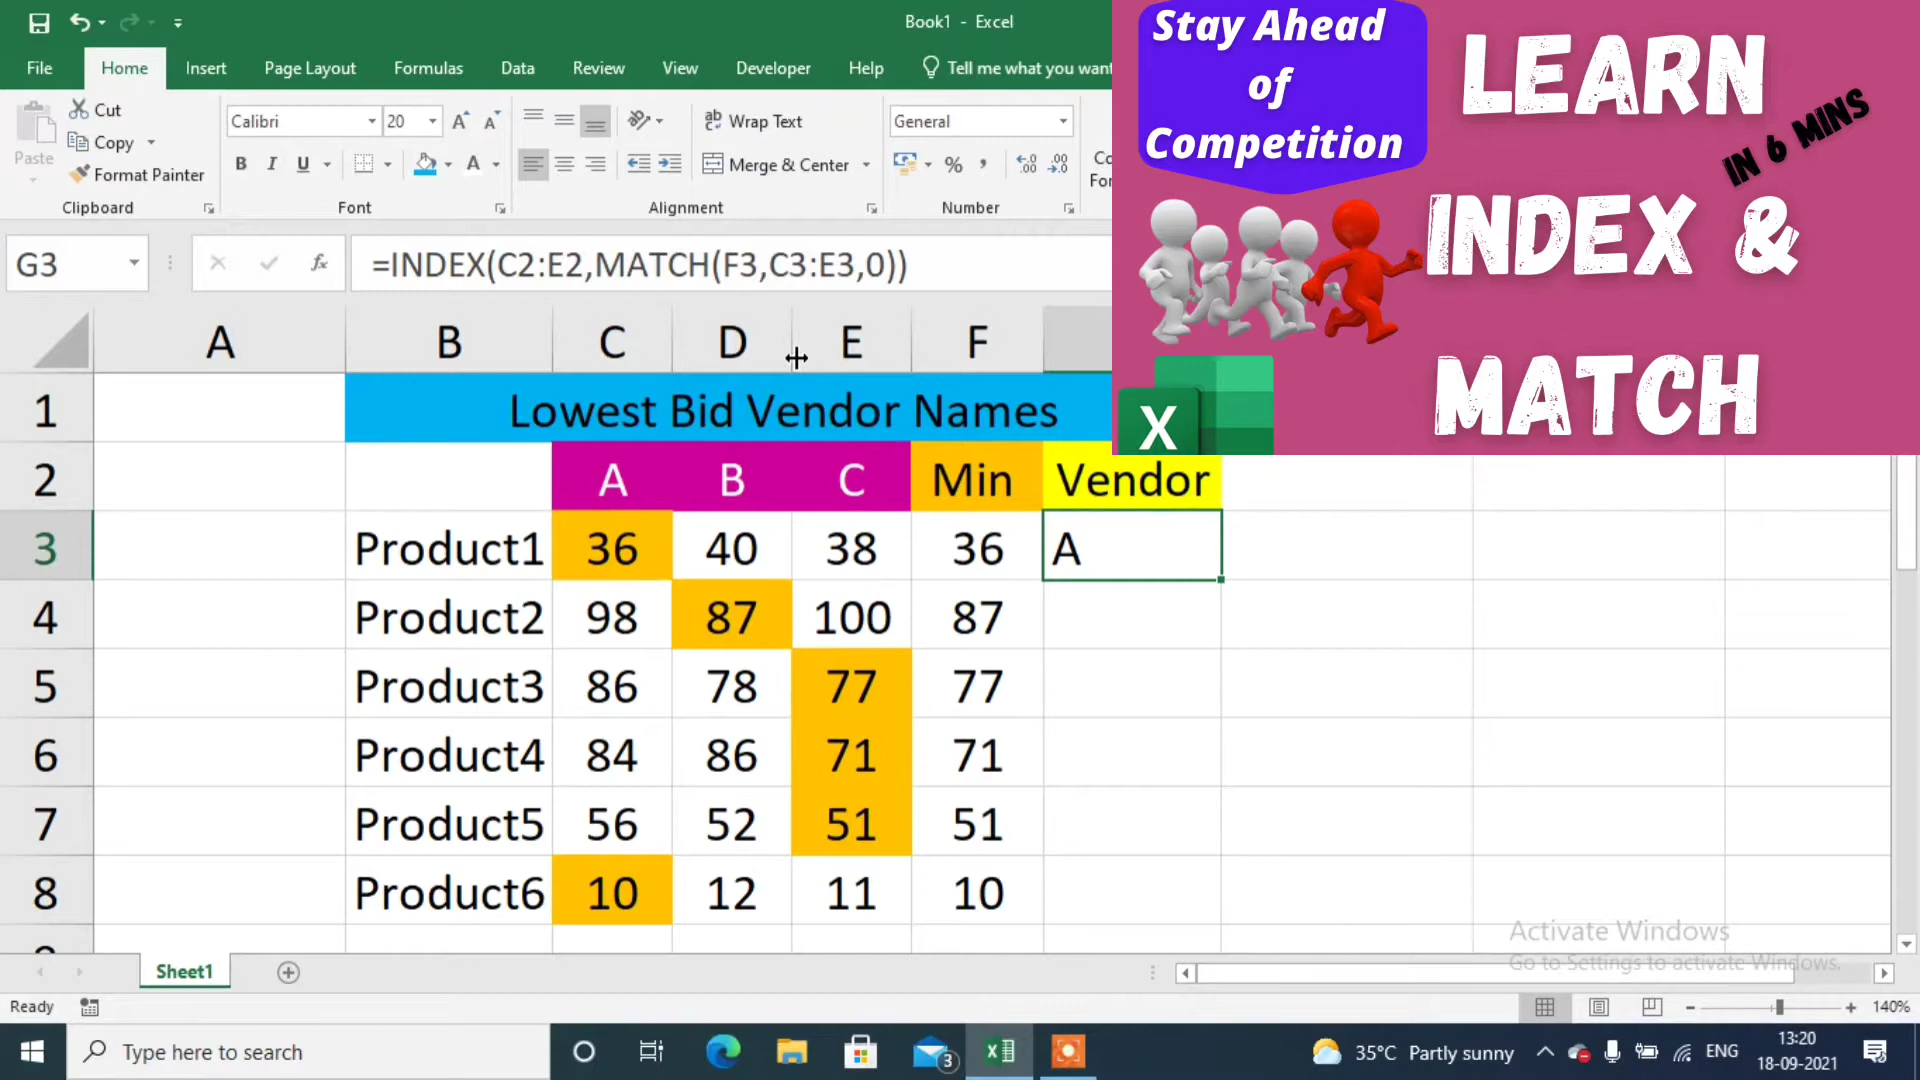 Book1 - Excel
File Home Insert Page Layout Formulas Data Review View Developer Help Tell me what you want
Cut
Copy
Format Painter
Paste
Clipboard
Calibri 20
B I U A
Font
ab Wrap Text
Merge & Center
Alignment
General
% ,
Number
Co
For
Stay Ahead
of
Competition
LEARN
IN 6 MINS
INDEX &
MATCH
X
G3 fx =INDEX(C2:E2,MATCH(F3,C3:E3,0))
A B C D E F
1 Lowest Bid Vendor Names
2 A B C Min Vendor
3 Product1 36 40 38 36 A
4 Product2 98 87 100 87
5 Product3 86 78 77 77
6 Product4 84 86 71 71
7 Product5 56 52 51 51
8 Product6 10 12 11 10
Activate Windows
Go to Settings to activate Windows.
Sheet1
Ready 140%
Type here to search
3
35°C Partly sunny
ENG
13:20
18-09-2021